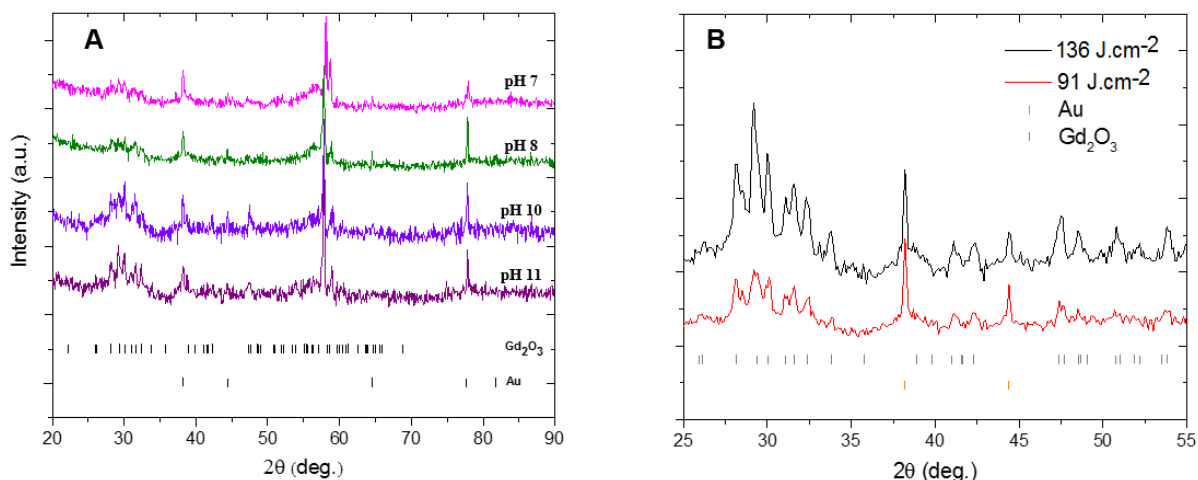 A
pH 7
pH 8
pH 10
pH 11
Gd₂O₃
Au
Intensity (a.u.)
20 30 40 50 60 70 80 90
2θ (deg.)
B
136 J.cm-2
91 J.cm-2
Au
Gd₂O₃
25 30 35 40 45 50 55
2θ (deg.)